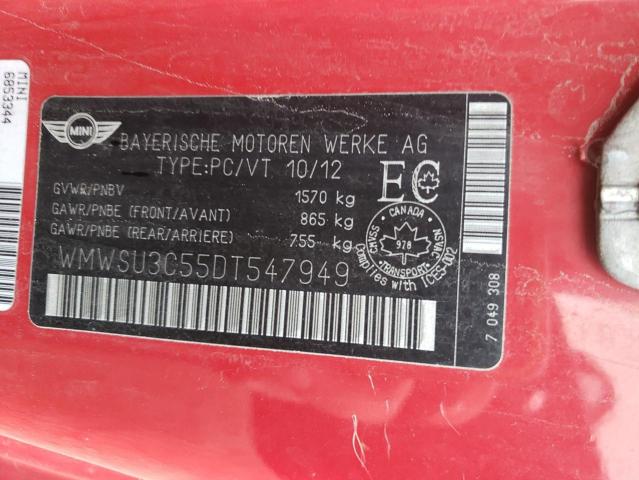 MINI
6853344
MINI
BAYERISCHE MOTOREN WERKE AG
TYPE:PC/VT 10/12
GVWR/PNBV 1570 kg
GAWR/PNBE (FRONT/AVANT) 865 kg
GAWR/PNBE (REAR/ARRIERE) 755 kg
WMWSU3C55DT547949
EC
CANADA
CMVSS
978
NSVAC
TRANSPORT
ICES-002
7 049 308